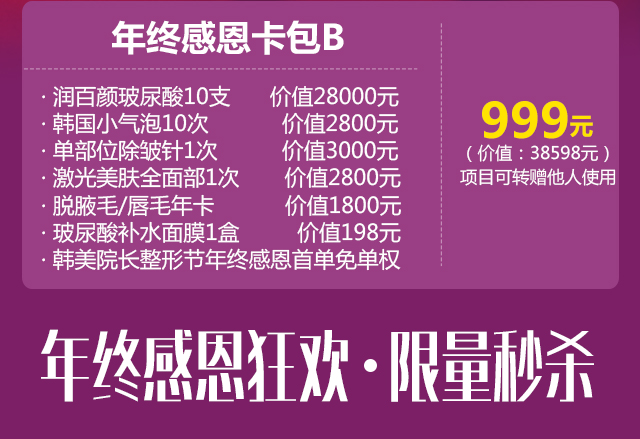 年终感恩卡包B
· 润百颜玻尿酸10支 价值28000元
· 韩国小气泡10次 价值2800元
· 单部位除皱针1次 价值3000元
· 激光美肤全面部1次 价值2800元
· 脱腋毛/唇毛年卡 价值1800元
· 玻尿酸补水面膜1盒 价值198元
· 韩美院长整形节年终感恩首单免单权
999元
（价值：38598元）
项目可转赠他人使用
年终感恩狂欢·限量秒杀